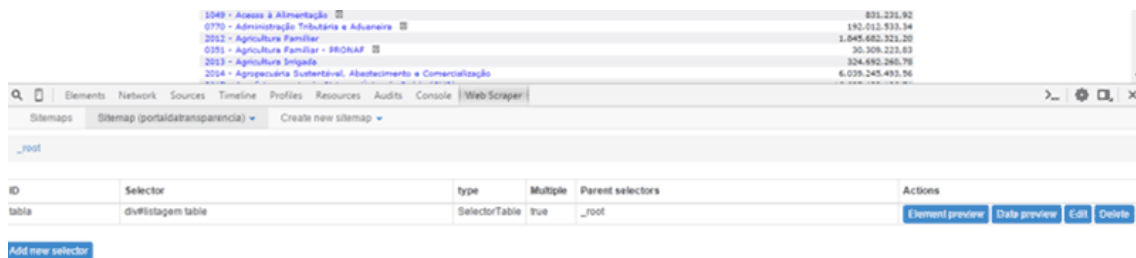 1049 - Acesso à Alimentação 831.231,92
0770 - Administração Tributária e Aduaneira 192.012.533,34
2012 - Agricultura Familiar 1.845.682.321,20
0351 - Agricultura Familiar - PRONAF 30.309.223,83
2013 - Agricultura Irrigada 324.692.260,78
2014 - Agropecuária Sustentável, Abastecimento e Comercialização 6.039.245.493,56
Elements Network Sources Timeline Profiles Resources Audits Console Web Scraper
Sitemaps Sitemap (portaldatransparencia) Create new sitemap
_root
ID Selector type Multiple Parent selectors Actions
tabla div#listagem table SelectorTable true _root Element preview Data preview Edit Delete
Add new selector